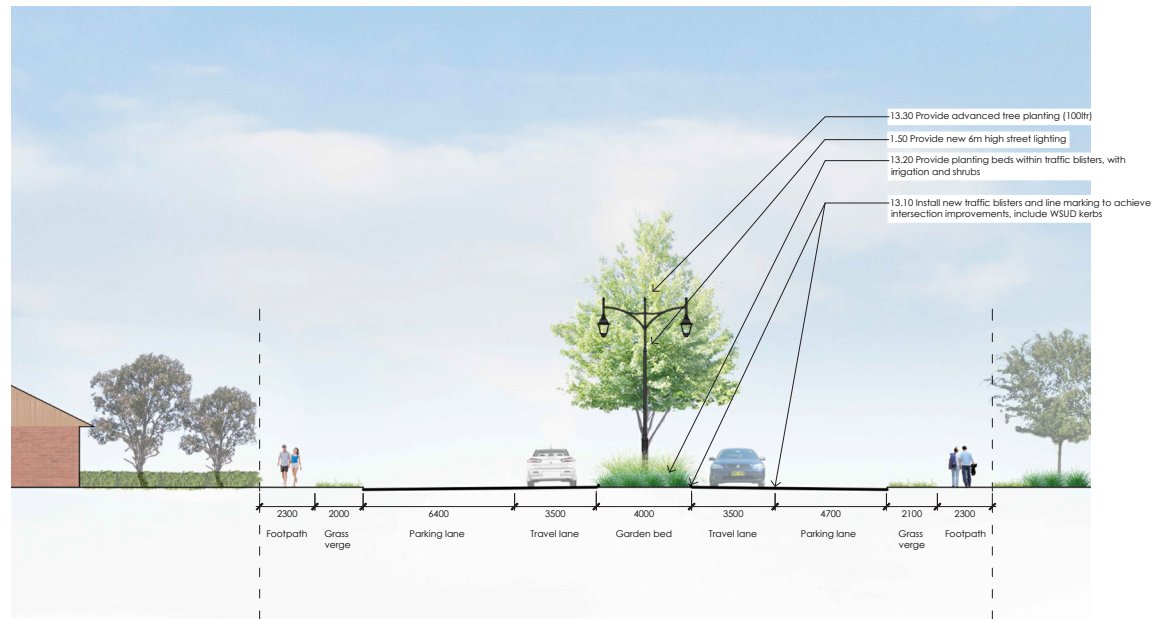 13.30 Provide advanced tree planting (100ltr)
1.50 Provide new 6m high street lighting
13.20 Provide planting beds within traffic blisters, with
irrigation and shrubs
13.10 Install new traffic blisters and line marking to achieve
intersection improvements, include WSUD kerbs
2300 2000 6400 3500 4000 3500 4700 2100 2300
Footpath Grass Parking lane Travel lane Garden bed Travel lane Parking lane Grass Footpath
verge verge